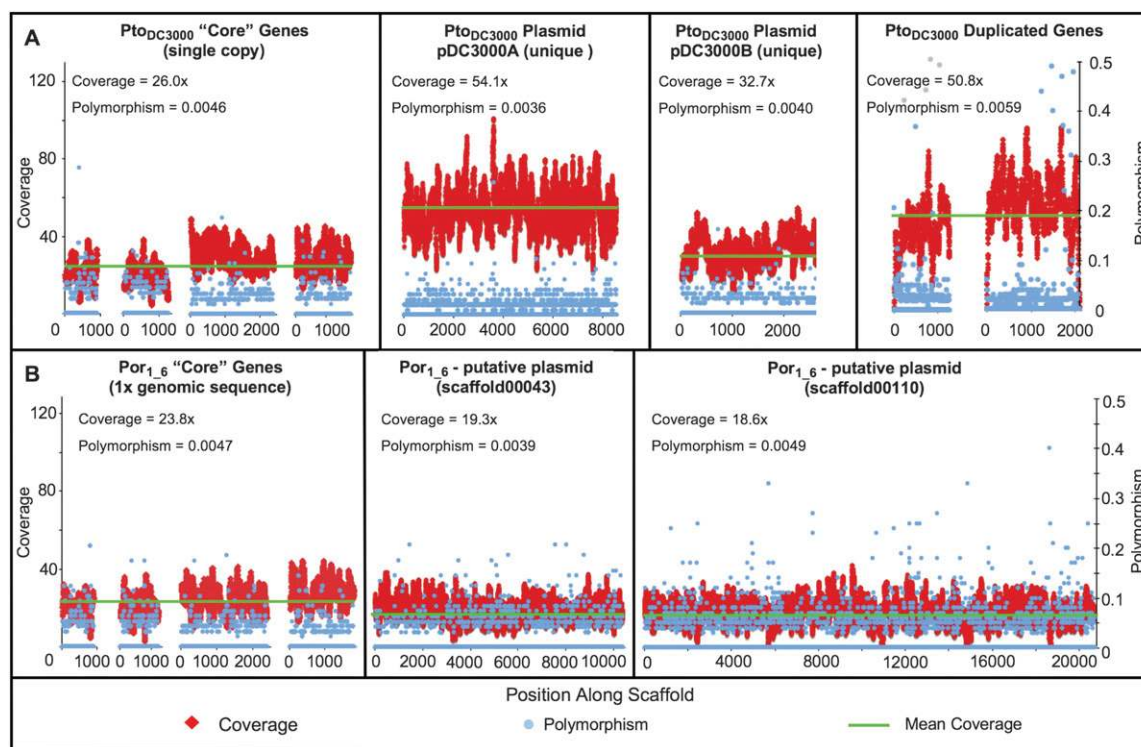 A
Pto_DC3000 “Core” Genes
(single copy)
Coverage = 26.0x
Polymorphism = 0.0046
Pto_DC3000 Plasmid
pDC3000A (unique )
Coverage = 54.1x
Polymorphism = 0.0036
Pto_DC3000 Plasmid
pDC3000B (unique)
Coverage = 32.7x
Polymorphism = 0.0040
Pto_DC3000 Duplicated Genes
Coverage = 50.8x
Polymorphism = 0.0059
120
80
40
Coverage
0.5
0.4
0.3
0.2
0.1
0
Polymorphism
0 1000 0 1000 0 1000 2000 0 1000
0 2000 4000 6000 8000
0 1000 2000
0 1000 0 1000 2000
B
Por_1_6 “Core” Genes
(1x genomic sequence)
Coverage = 23.8x
Polymorphism = 0.0047
Por_1_6 - putative plasmid
(scaffold00043)
Coverage = 19.3x
Polymorphism = 0.0039
Por_1_6 - putative plasmid
(scaffold00110)
Coverage = 18.6x
Polymorphism = 0.0049
120
80
40
Coverage
0.5
0.4
0.3
0.2
0.1
0
Polymorphism
0 1000 0 1000 0 1000 2000 0 1000
0 2000 4000 6000 8000 10000
0 4000 8000 12000 16000 20000
Position Along Scaffold
Coverage
Polymorphism
Mean Coverage